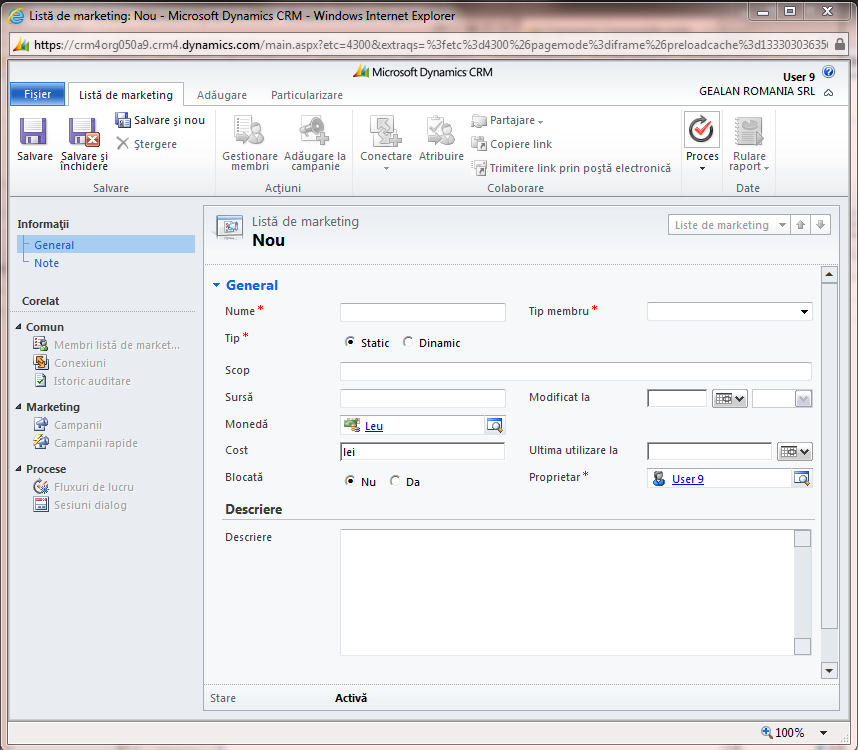 Listă de marketing: Nou - Microsoft Dynamics CRM - Windows Internet Explorer
https://crm4org050a9.crm4.dynamics.com/main.aspx?etc=4300&extraqs=%3fetc%3d4300%26pagemode%3diframe%26preloadcache%3d13330303635
Microsoft Dynamics CRM
User 9
GEALAN ROMANIA SRL
Fişier
Listă de marketing
Adăugare
Particularizare
Salvare
Salvare şi închidere
Salvare şi nou
Ştergere
Salvare
Gestionare membri
Adăugare la campanie
Acţiuni
Conectare
Atribuire
Partajare
Copiere link
Trimitere link prin poştă electronică
Colaborare
Proces
Rulare raport
Date
Informaţii
General
Note
Corelat
Comun
Membri listă de market...
Conexiuni
Istoric auditare
Marketing
Campanii
Campanii rapide
Procese
Fluxuri de lucru
Sesiuni dialog
Listă de marketing
Nou
Liste de marketing
General
Nume *
Tip membru *
Tip *
Static
Dinamic
Scop
Sursă
Modificat la
Monedă
Leu
Cost
lei
Ultima utilizare la
Blocată
Nu
Da
Proprietar *
User 9
Descriere
Descriere
Stare
Activă
100%